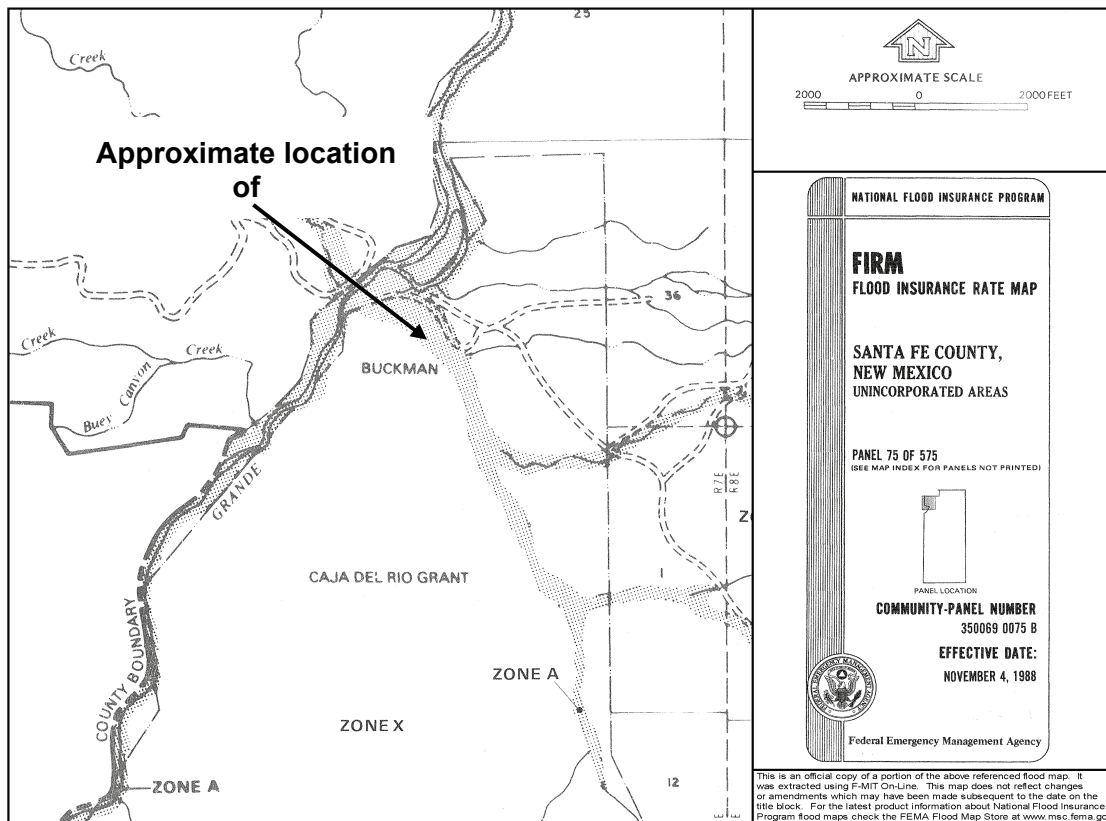 25
Creek
Approximate location
of
36
Creek
Creek
Buey Canyon
BUCKMAN
GRANDE
R7E
R8E
CAJA DEL RIO GRANT
1
COUNTY BOUNDARY
ZONE A
ZONE X
ZONE A
12
N
APPROXIMATE SCALE
2000 0 2000 FEET
NATIONAL FLOOD INSURANCE PROGRAM
FIRM
FLOOD INSURANCE RATE MAP
SANTA FE COUNTY,
NEW MEXICO
UNINCORPORATED AREAS
PANEL 75 OF 575
(SEE MAP INDEX FOR PANELS NOT PRINTED)
PANEL LOCATION
COMMUNITY-PANEL NUMBER
350069 0075 B
EFFECTIVE DATE:
NOVEMBER 4, 1988
Federal Emergency Management Agency
This is an official copy of a portion of the above referenced flood map. It
was extracted using F-MIT On-Line. This map does not reflect changes
or amendments which may have been made subsequent to the date on the
title block. For the latest product information about National Flood Insurance
Program flood maps check the FEMA Flood Map Store at www.msc.fema.go